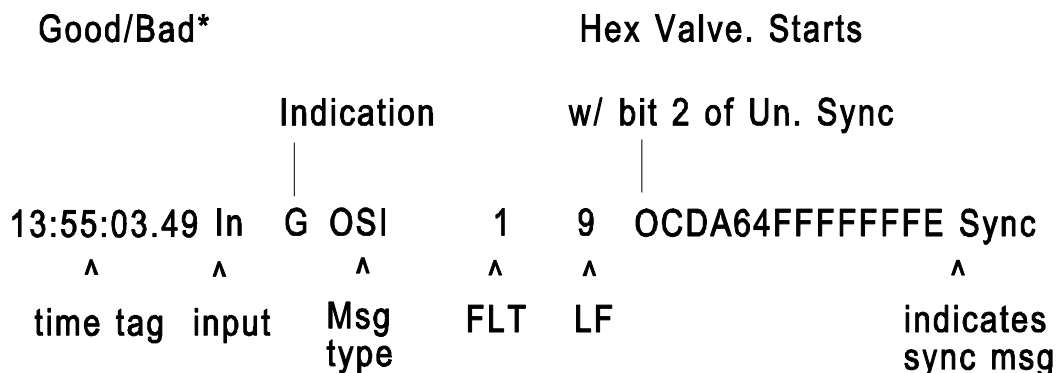 Good/Bad* Hex Valve. Starts
Indication w/ bit 2 of Un. Sync
13:55:03.49 In G OSI 1 9 OCDA64FFFFFFFE Sync
^ ^ ^ ^ ^ ^
time tag input Msg type FLT LF indicates sync msg